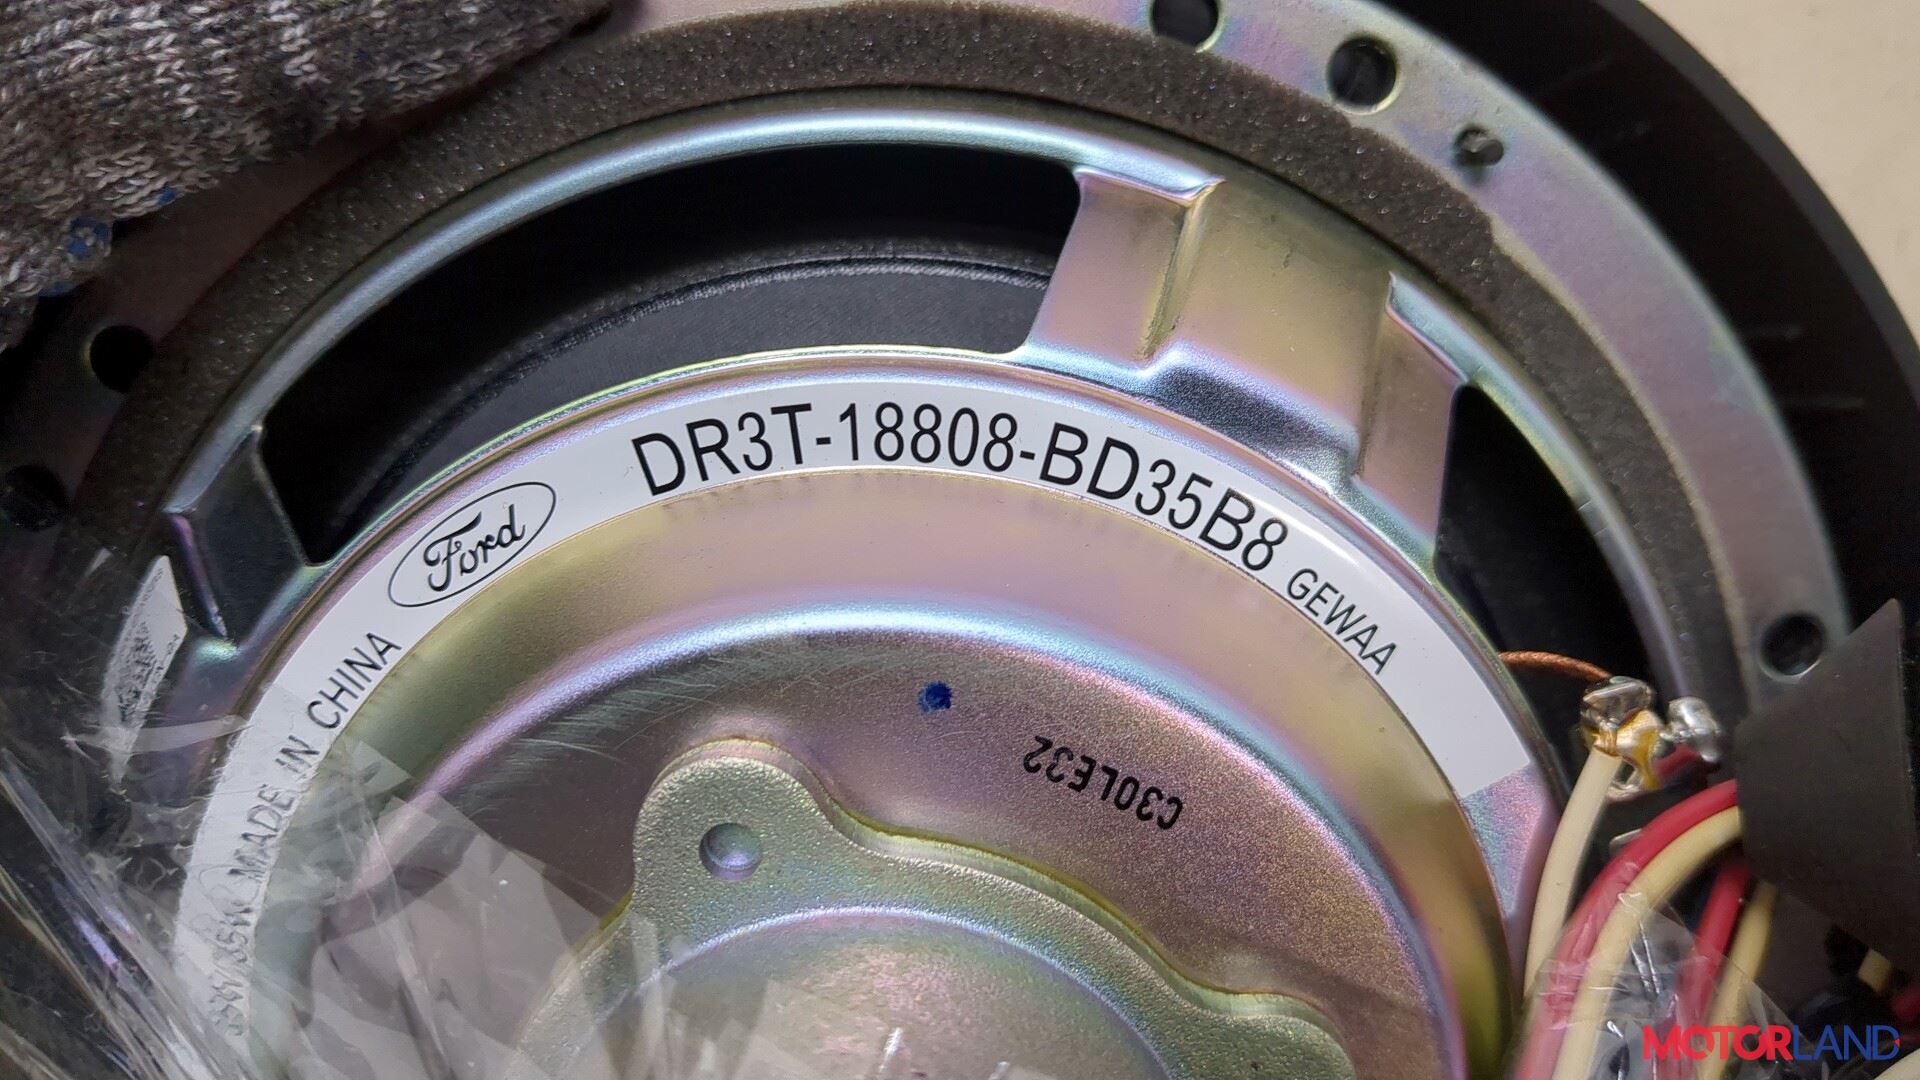 MADE IN CHINA
Ford
DR3T-18808-BD35B8 GEWAA
C30LE32
MOTORLAND